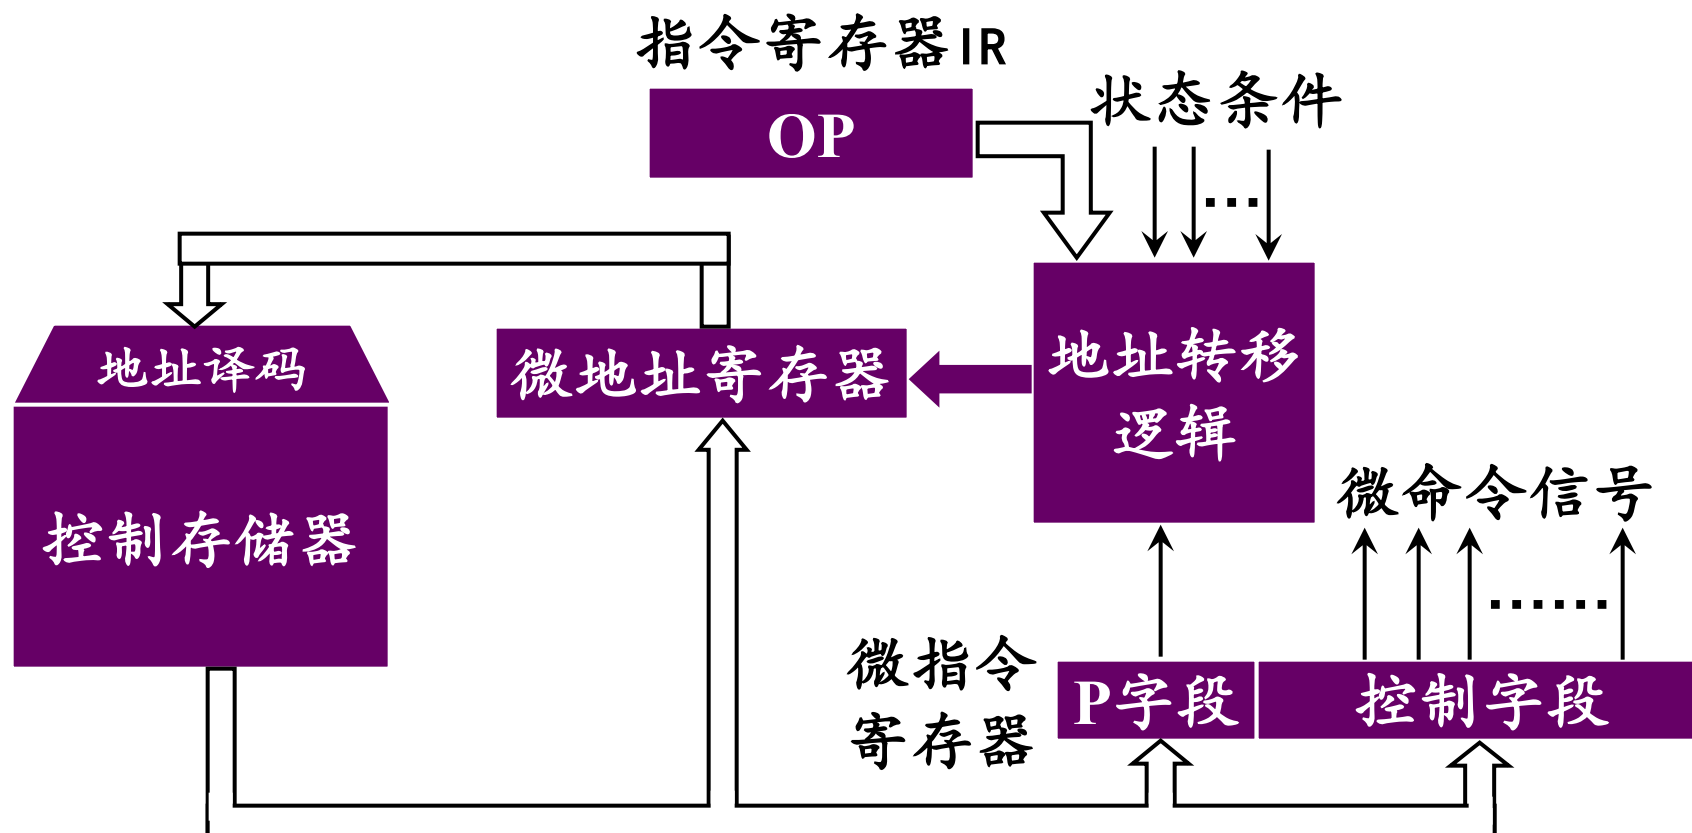 指令寄存器IR
OP
状态条件
...
地址译码
微地址寄存器
地址转移
逻辑
控制存储器
微命令信号
......
微指令
寄存器
P字段
控制字段